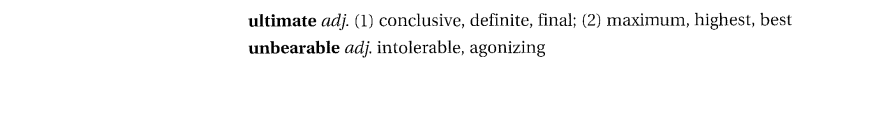 ultimate adj. (1) conclusive, definite, final; (2) maximum, highest, best
unbearable adj. intolerable, agonizing